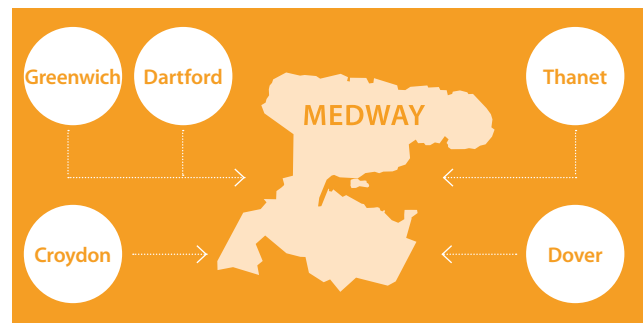 Greenwich
Dartford
Thanet
MEDWAY
Croydon
Dover